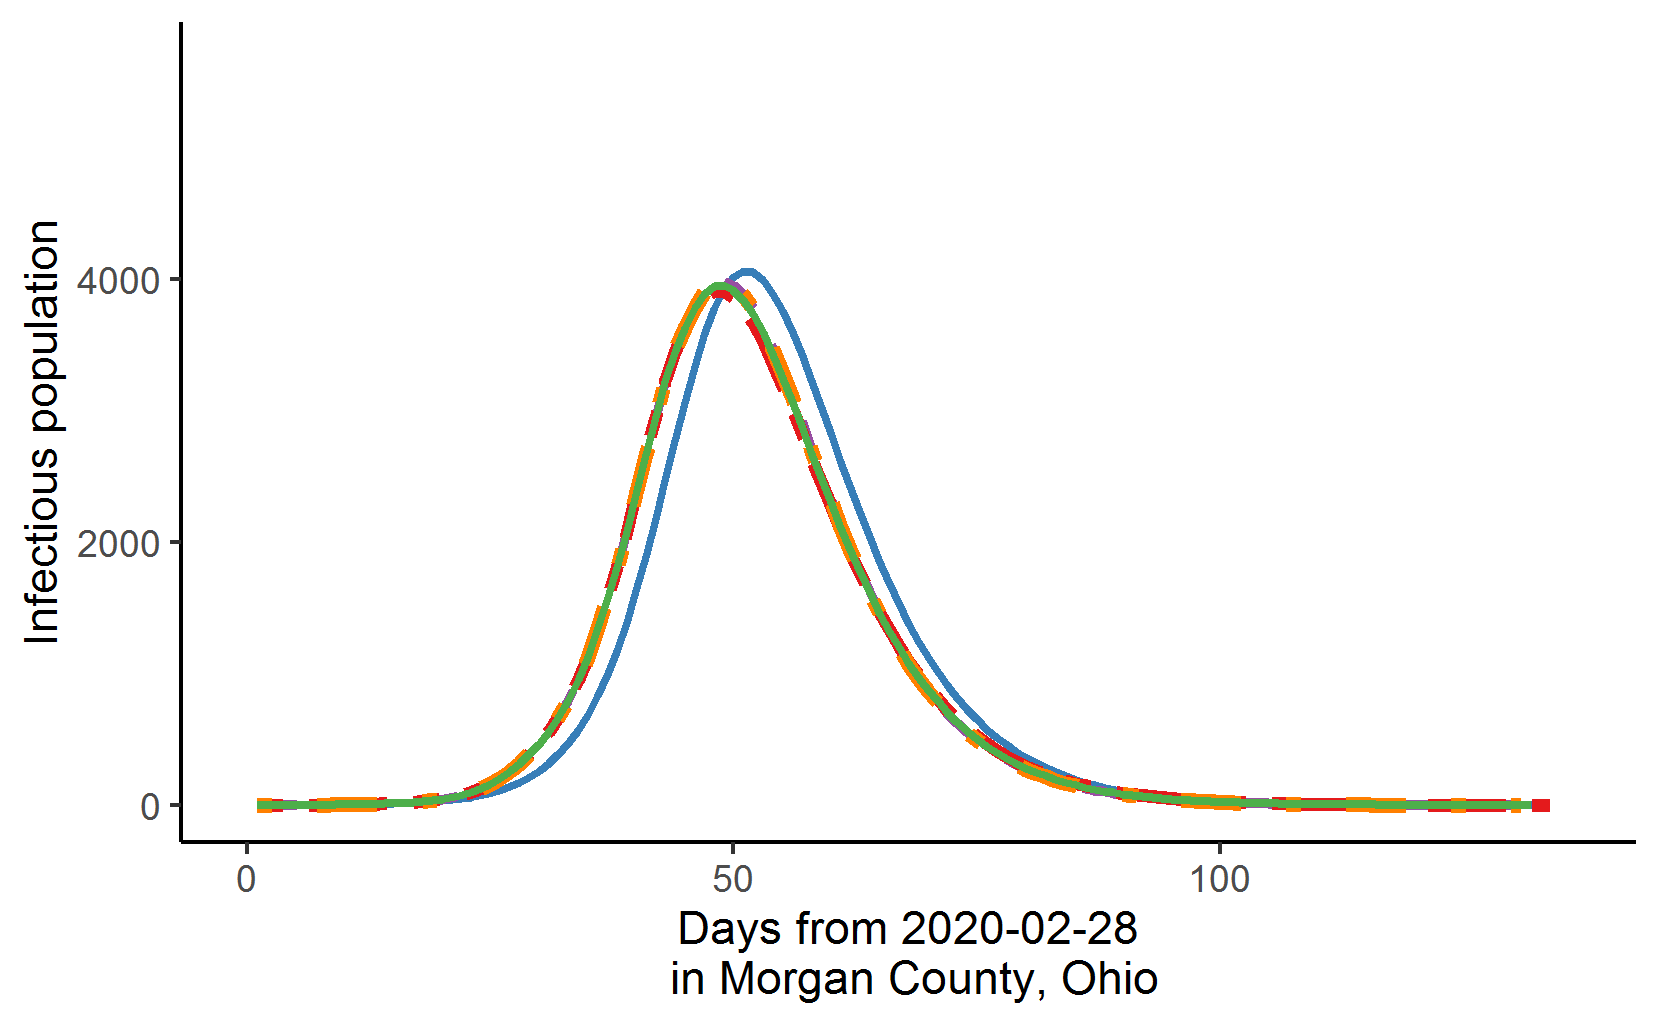 Infectious population
4000
2000
0
0
50
100
Days from 2020-02-28
in Morgan County, Ohio